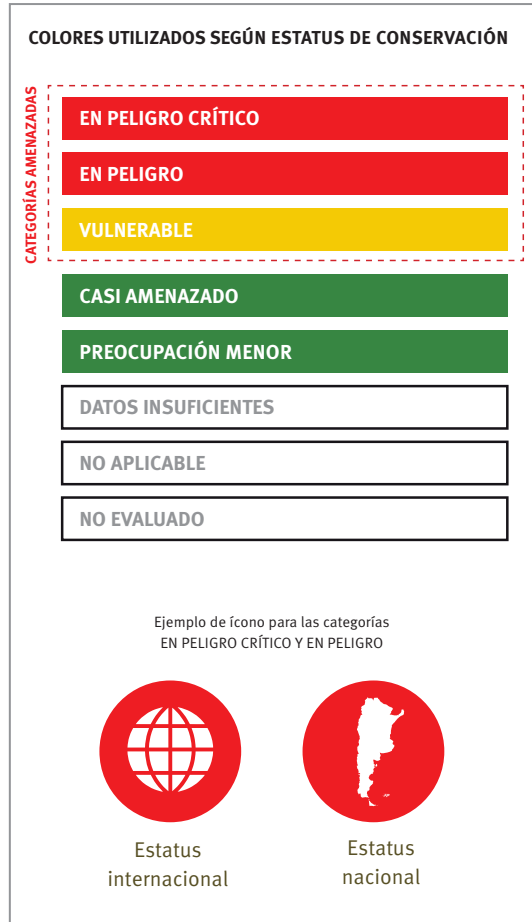 COLORES UTILIZADOS SEGÚN ESTATUS DE CONSERVACIÓN
CATEGORÍAS AMENAZADAS
EN PELIGRO CRÍTICO
EN PELIGRO
VULNERABLE
CASI AMENAZADO
PREOCUPACIÓN MENOR
DATOS INSUFICIENTES
NO APLICABLE
NO EVALUADO
Ejemplo de ícono para las categorías
EN PELIGRO CRÍTICO Y EN PELIGRO
Estatus
internacional
Estatus
nacional